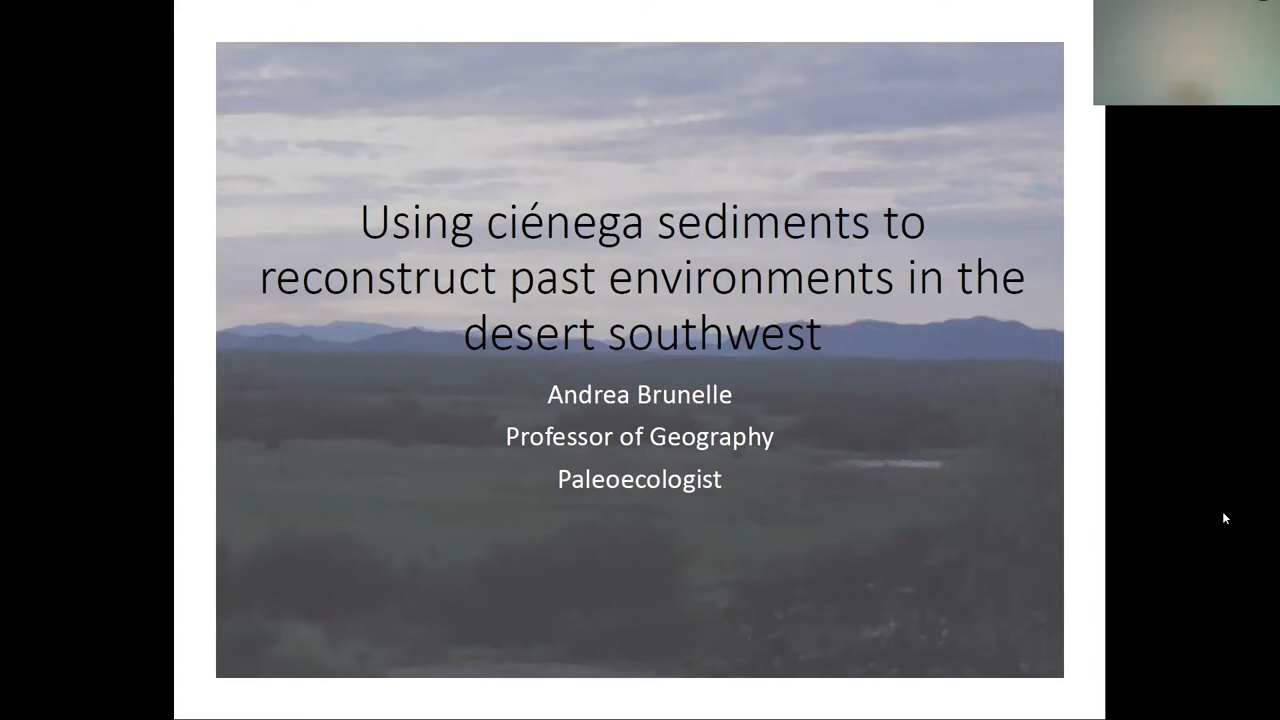 Using ciénega sediments to
reconstruct past environments in the
desert southwest
Andrea Brunelle
Professor of Geography
Paleoecologist